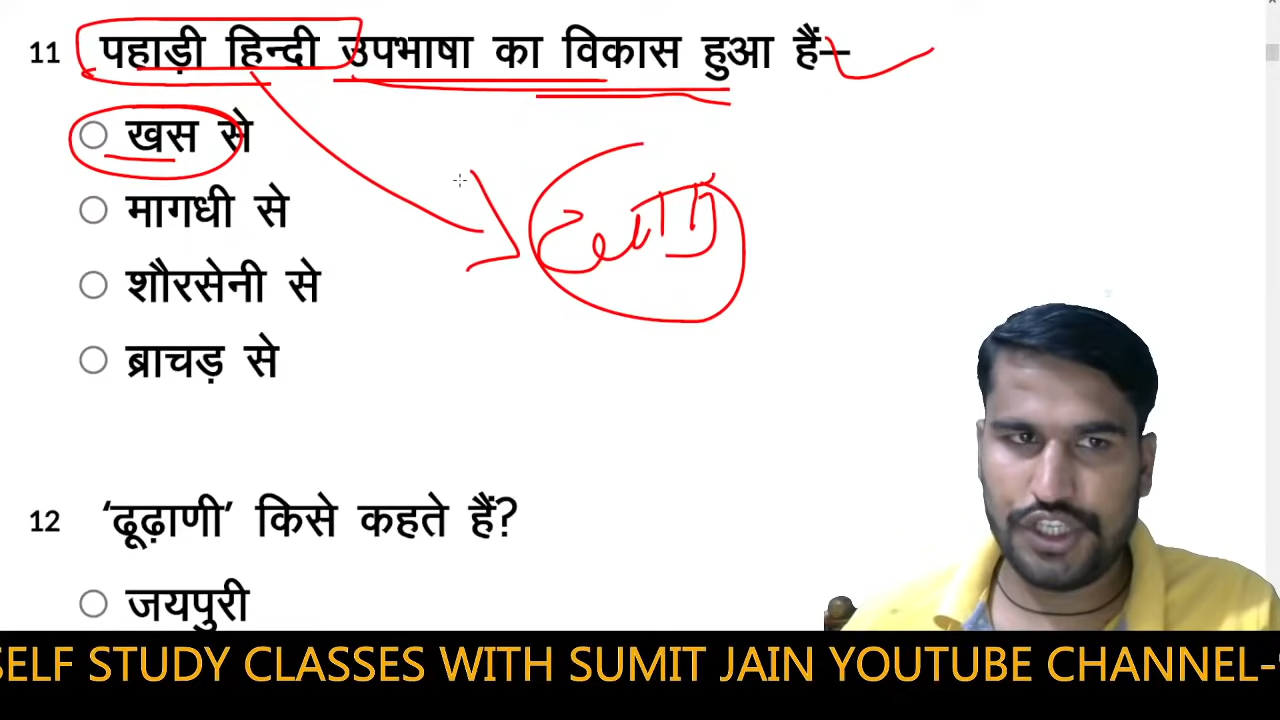 11 पहाड़ी हिन्दी उपभाषा का विकास हुआ हैं–
खस से
मागधी से
शौरसेनी से
ब्राचड़ से
12 ‘ढूढ़ाणी’ किसे कहते हैं?
जयपुरी
SELF STUDY CLASSES WITH SUMIT JAIN YOUTUBE CHANNEL-